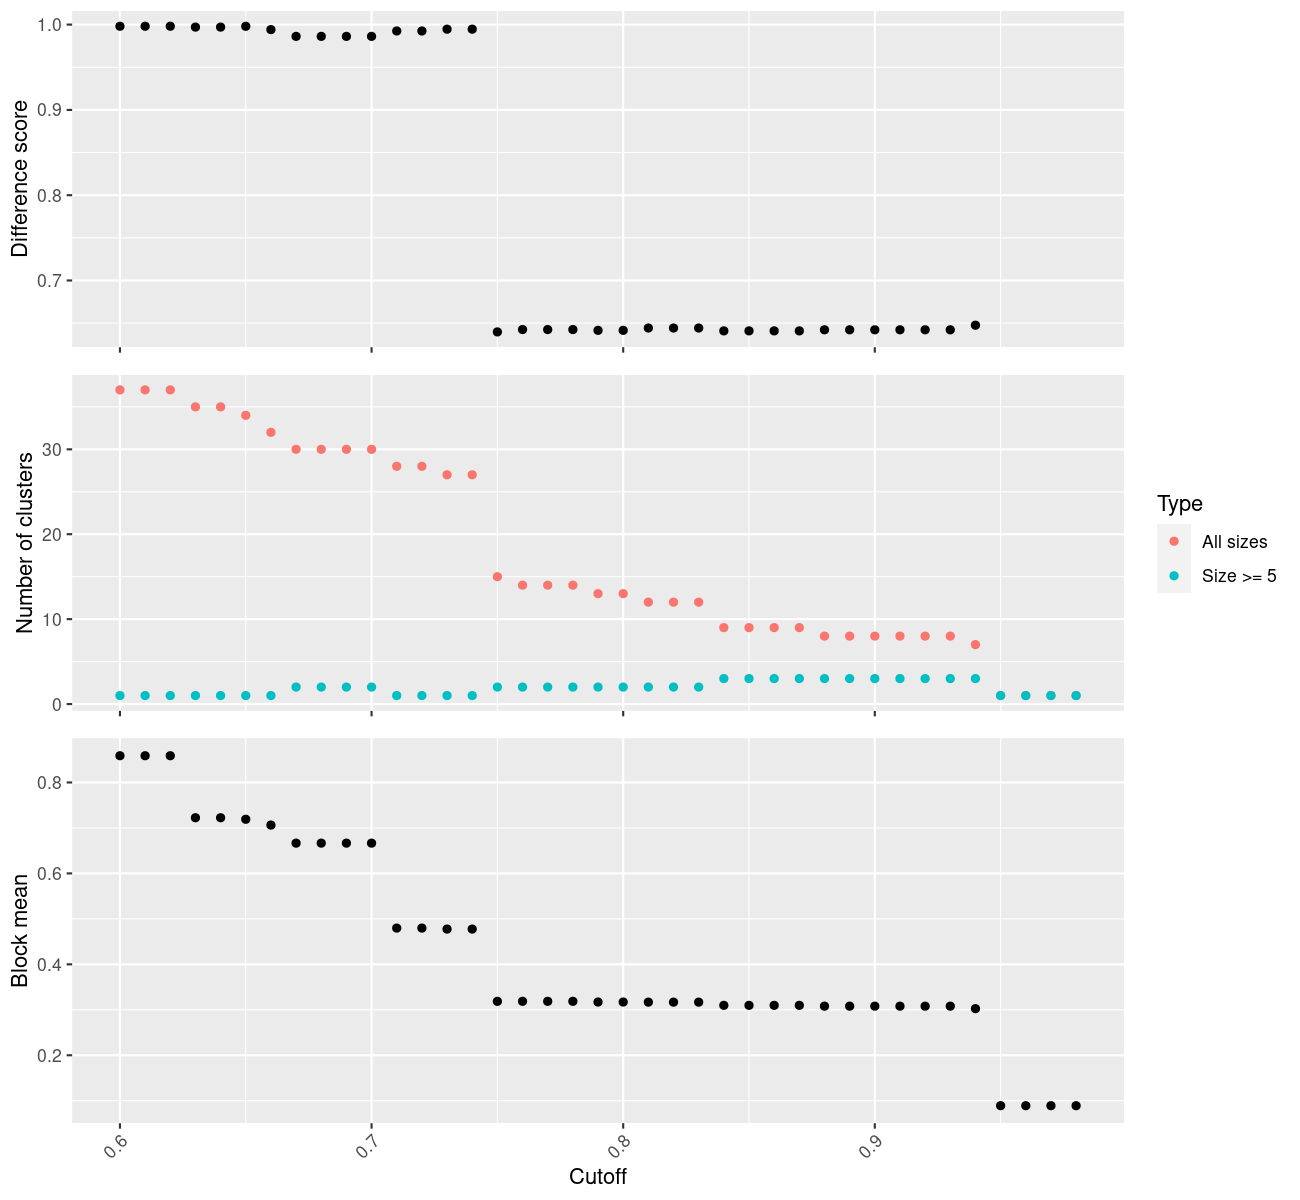 1.0
0.9
0.8
0.7
Difference score
30
20
10
0
Number of clusters
Type
All sizes
Size >= 5
0.8
0.6
0.4
0.2
Block mean
0.6
0.7
0.8
0.9
Cutoff